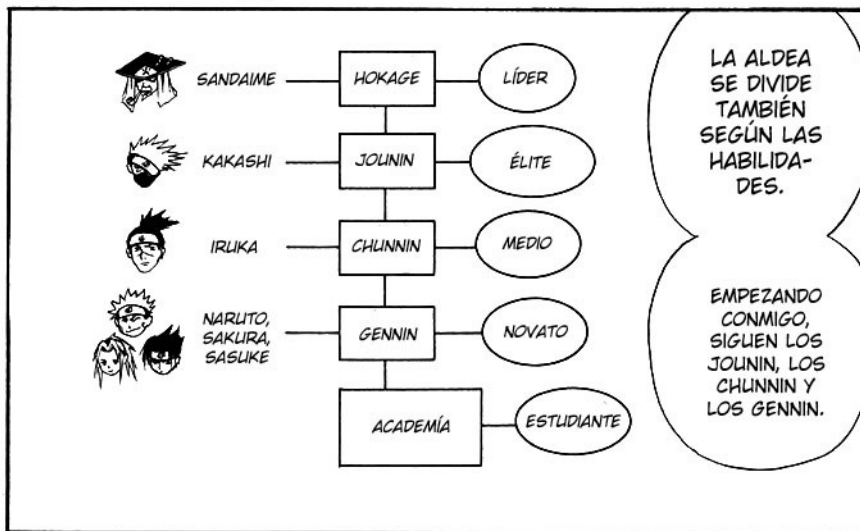 SANDAIME
HOKAGE
LÍDER
KAKASHI
JOUNIN
ÉLITE
IRUKA
CHUNNIN
MEDIO
NARUTO,
SAKURA,
SASUKE
GENNIN
NOVATO
ACADEMÍA
ESTUDIANTE
LA ALDEA
SE DIVIDE
TAMBIÉN
SEGÚN LAS
HABILIDA-
DES.
EMPEZANDO
CONMIGO,
SIGUEN LOS
JOUNIN, LOS
CHUNNIN Y
LOS GENNIN.